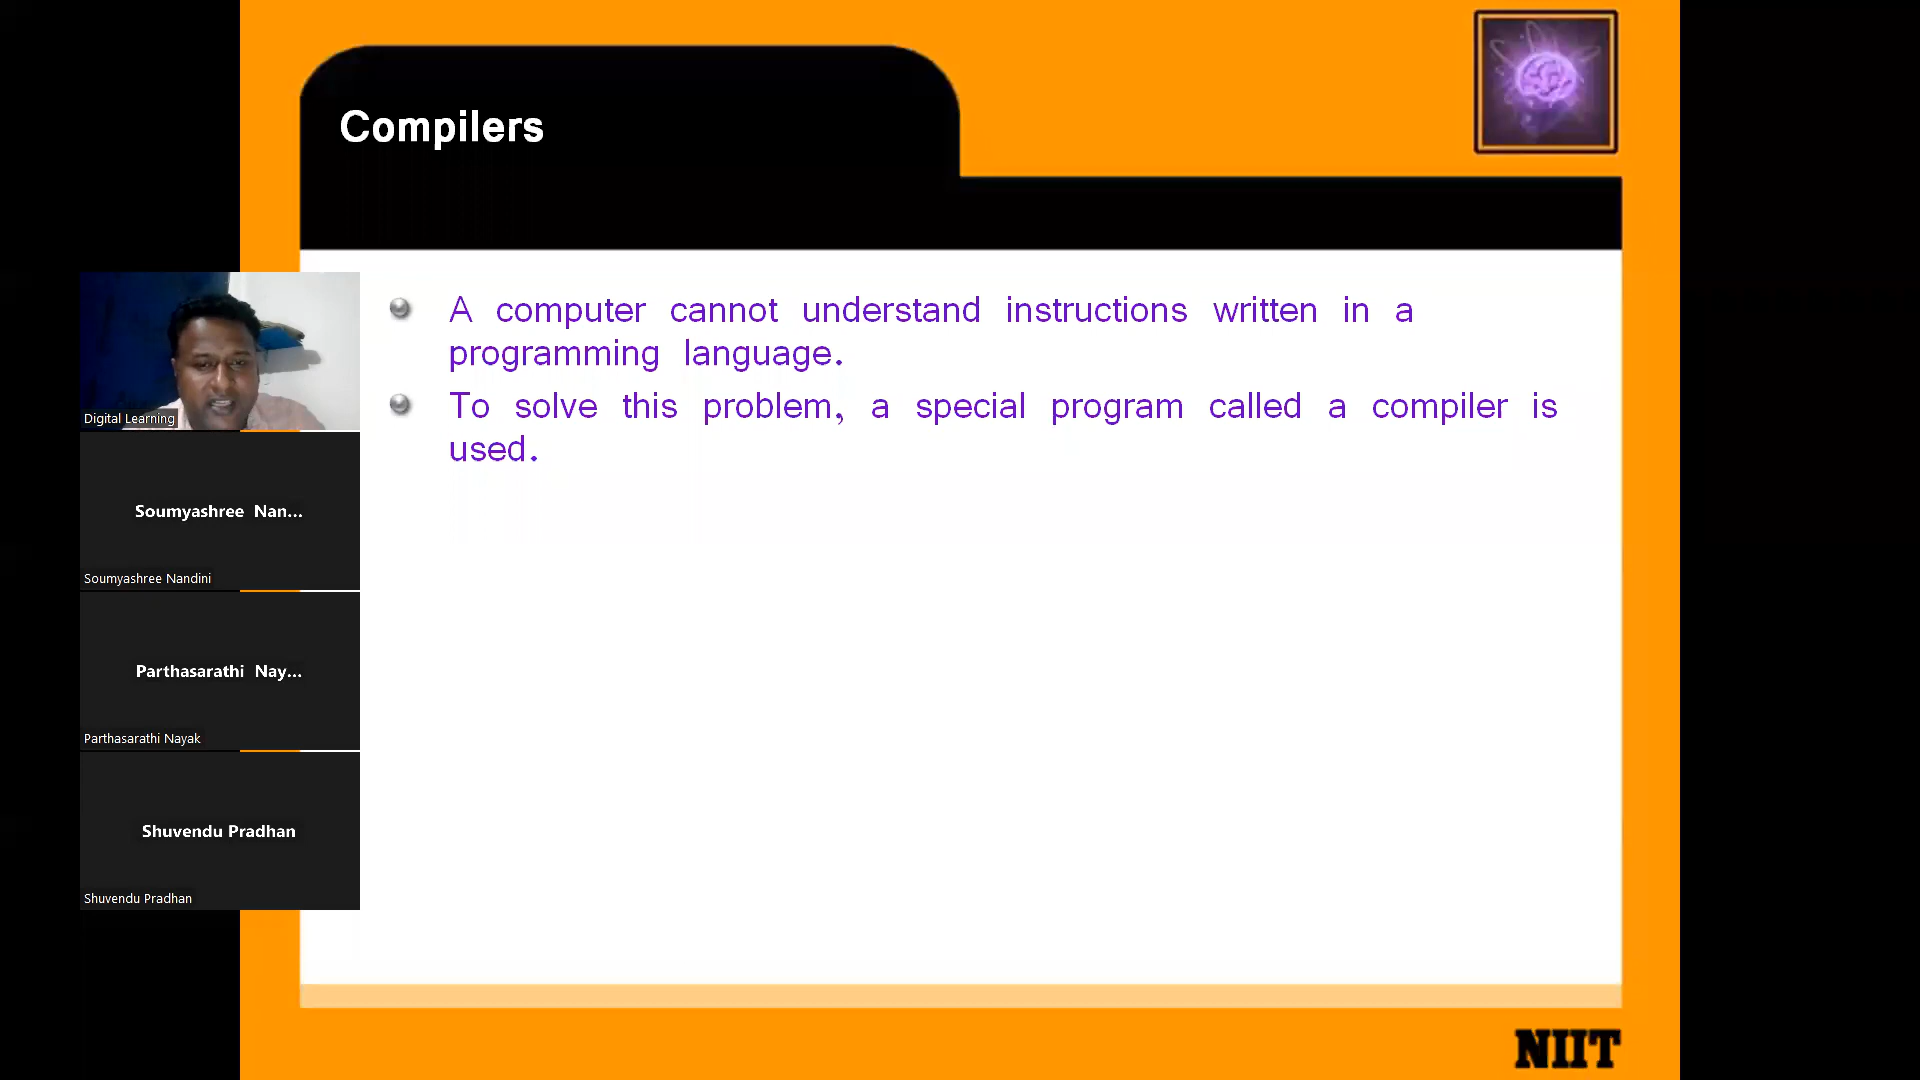 Compilers
A computer cannot understand instructions written in a
programming language.
To solve this problem, a special program called a compiler is
used.
Digital Learning
Soumyashree Nan...
Soumyashree Nandini
Parthasarathi Nay...
Parthasarathi Nayak
Shuvendu Pradhan
Shuvendu Pradhan
NIIT